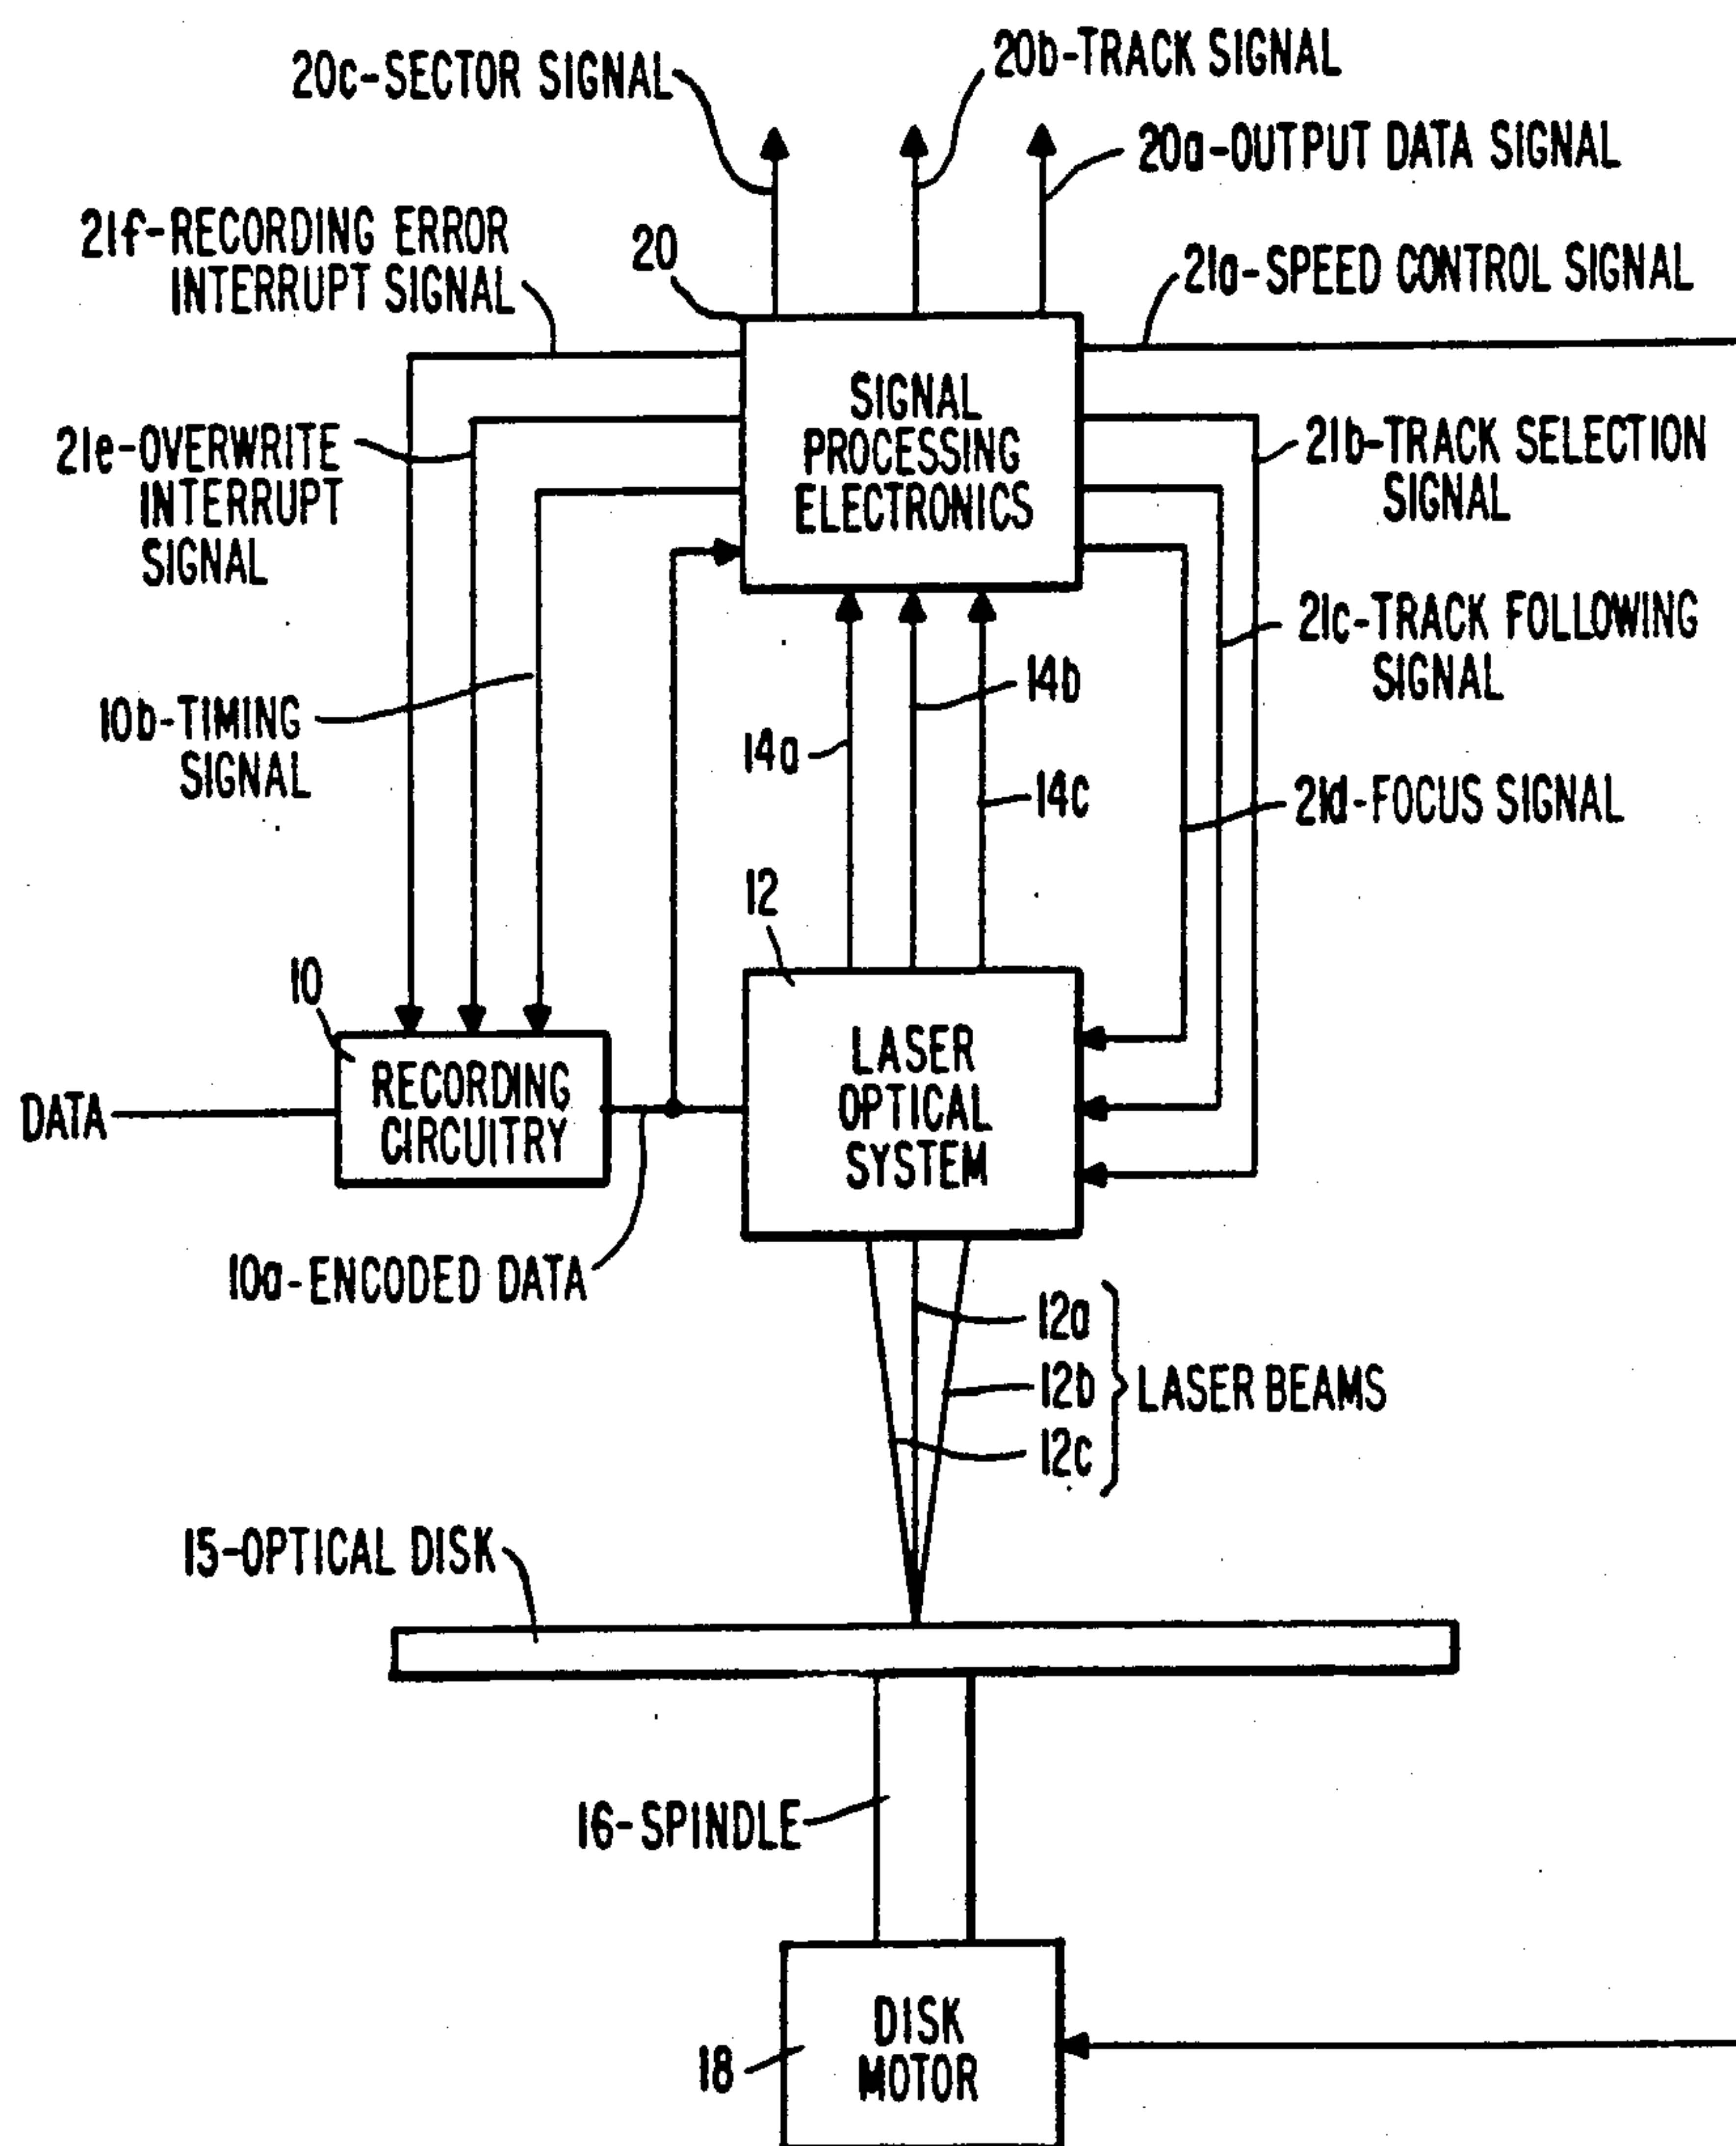 20c-SECTOR SIGNAL
20b-TRACK SIGNAL
20a-OUTPUT DATA SIGNAL
21f-RECORDING ERROR
INTERRUPT SIGNAL
20
21a-SPEED CONTROL SIGNAL
SIGNAL
PROCESSING
ELECTRONICS
21e-OVERWRITE
INTERRUPT
SIGNAL
21b-TRACK SELECTION
SIGNAL
21c-TRACK FOLLOWING
SIGNAL
10b-TIMING
SIGNAL
14a
14b
14c
21d-FOCUS SIGNAL
12
10
DATA
RECORDING
CIRCUITRY
LASER
OPTICAL
SYSTEM
10a-ENCODED DATA
12a
12b
12c
LASER BEAMS
15-OPTICAL DISK
16-SPINDLE
18
DISK
MOTOR